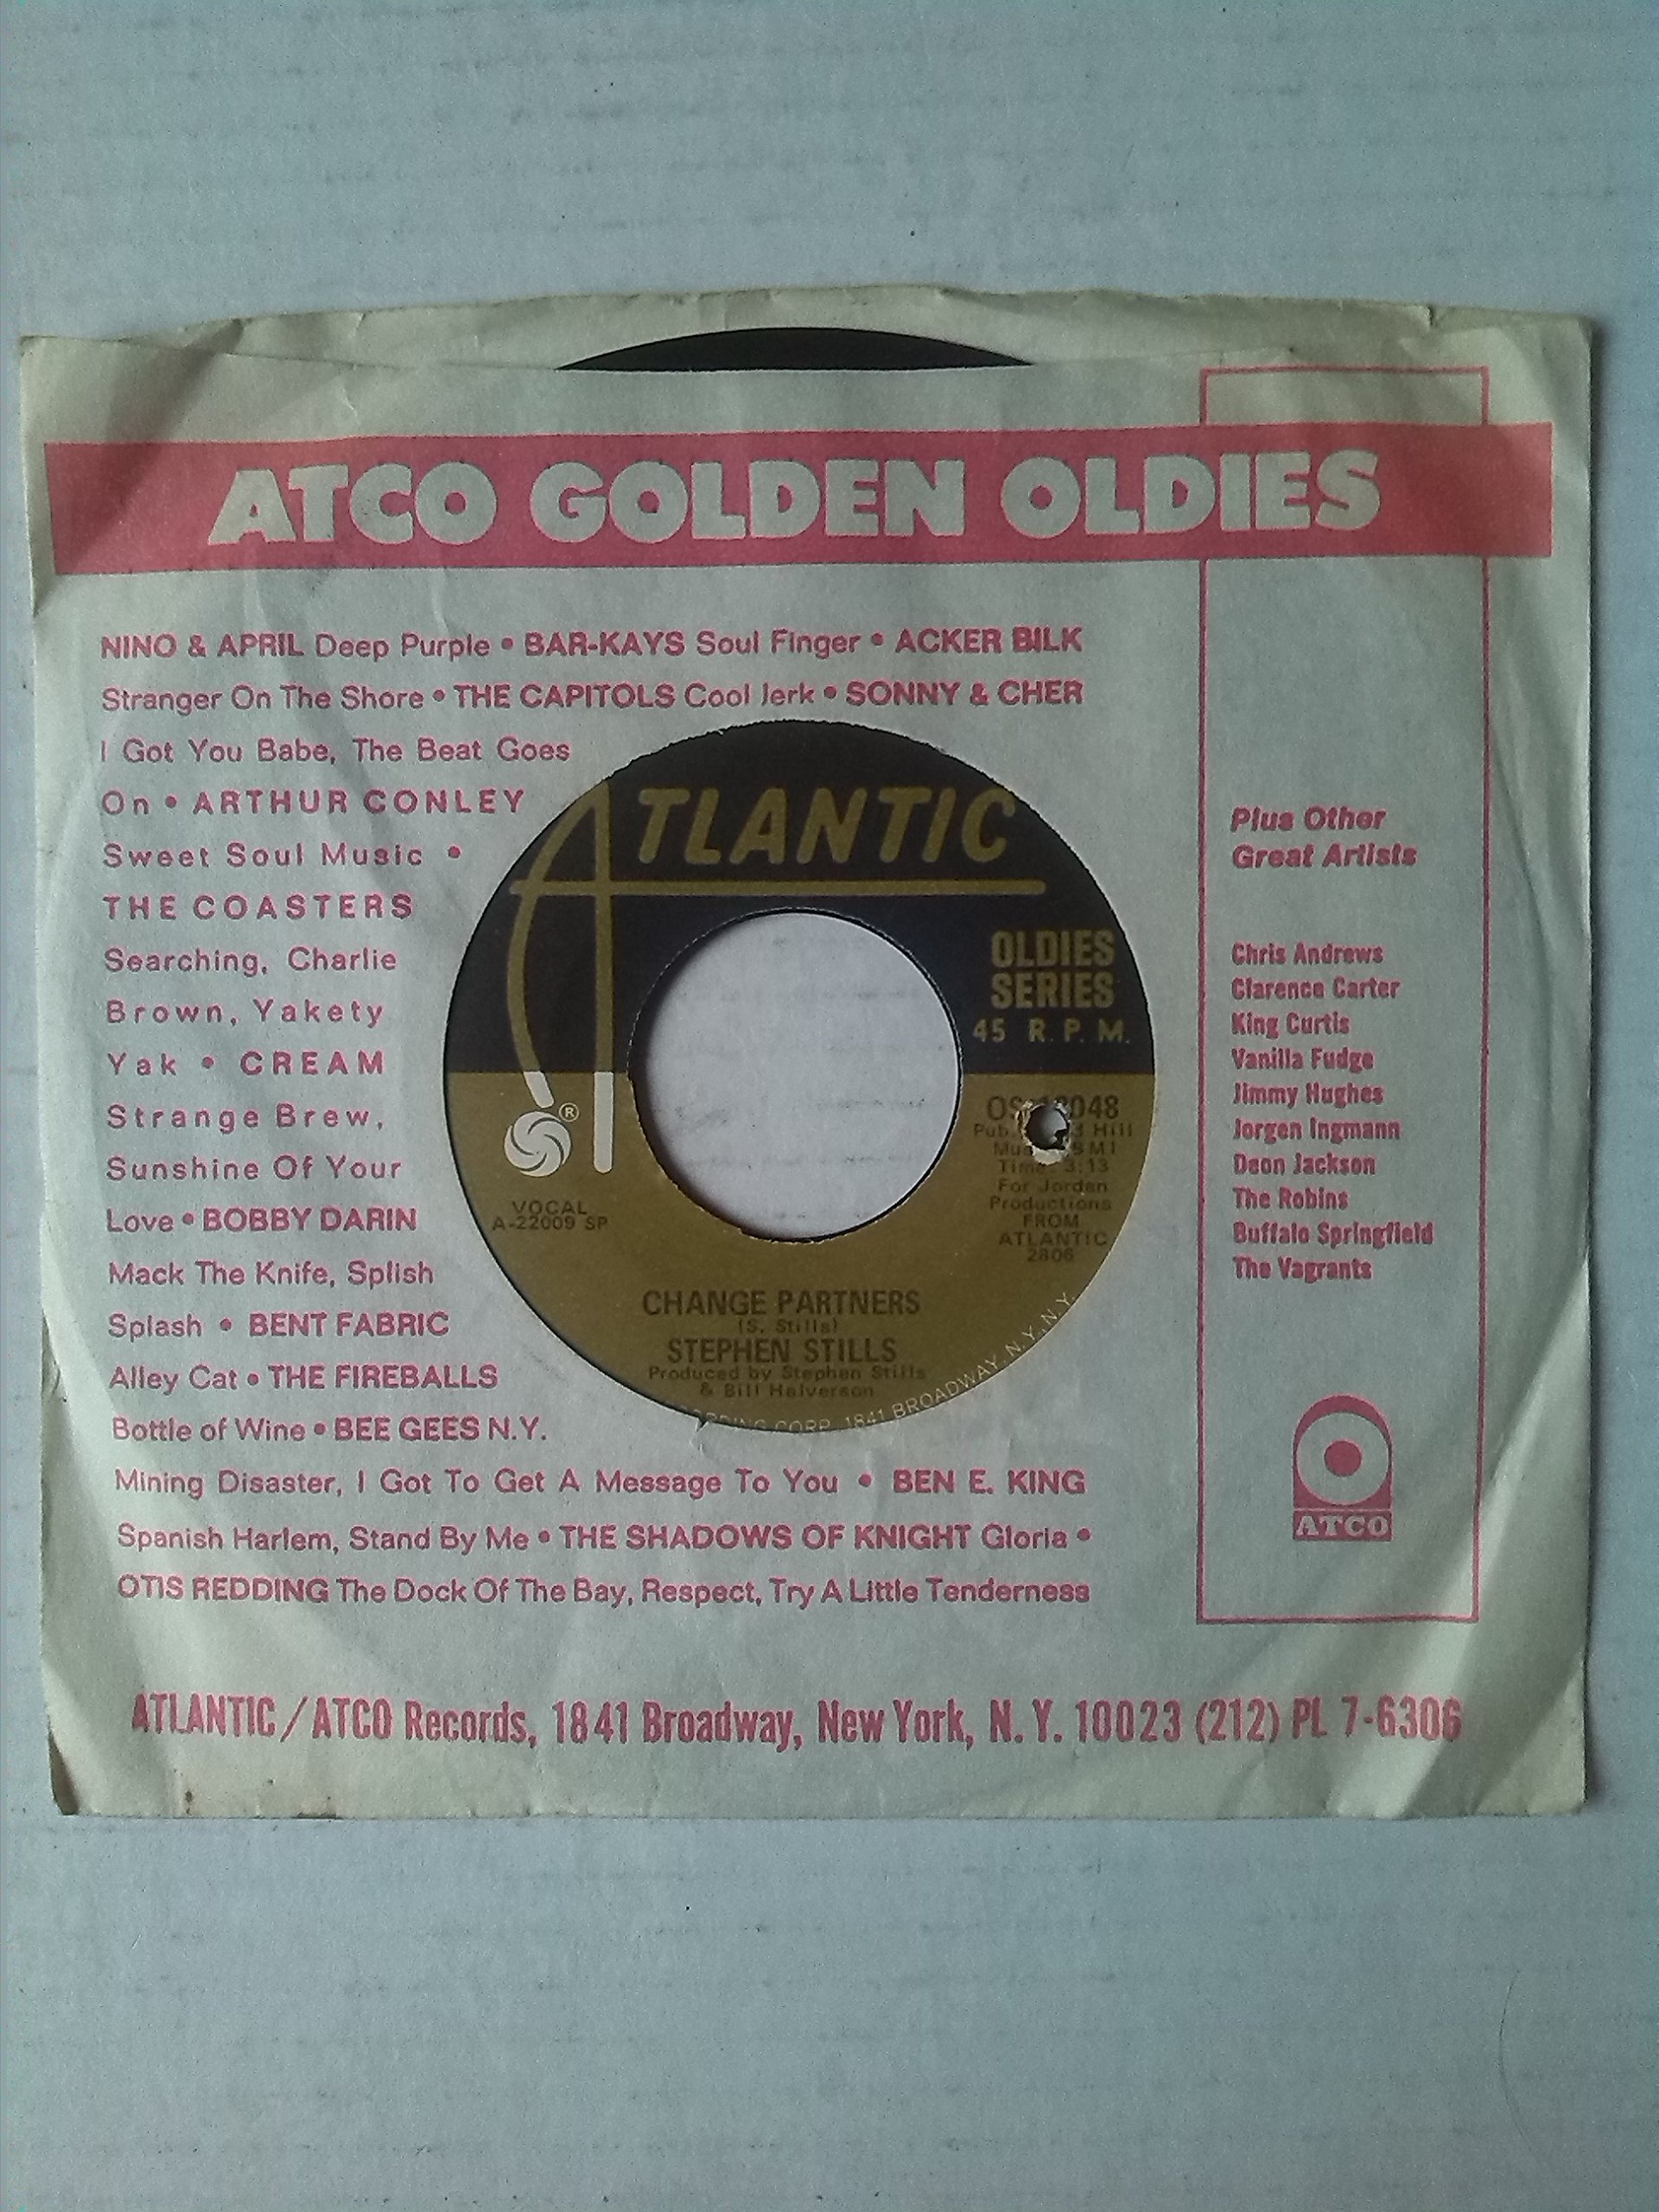 ATCO GOLDEN OLDIES
NINO & APRIL Deep Purple • BAR-KAYS Soul Finger • ACKER BILK
Stranger On The Shore • THE CAPITOLS Cool Jerk • SONNY & CHER
I Got You Babe, The Beat Goes
On • ARTHUR CONLEY
Sweet Soul Music •
THE COASTERS
Searching, Charlie
Brown, Yakety
Yak • CREAM
Strange Brew,
Sunshine Of Your
Love • BOBBY DARIN
Mack The Knife, Splish
Splash • BENT FABRIC
Alley Cat • THE FIREBALLS
Bottle of Wine • BEE GEES N.Y.
Mining Disaster, I Got To Get A Message To You • BEN E. KING
Spanish Harlem, Stand By Me • THE SHADOWS OF KNIGHT Gloria •
OTIS REDDING The Dock Of The Bay, Respect, Try A Little Tenderness
ATLANTIC
OLDIES
SERIES
45 R.P.M.
048
Hill
Time 3:13
For Jordan
Productions
FROM
ATLANTIC
2806
®
VOCAL
A-22009 SP
CHANGE PARTNERS
(S. Stills)
STEPHEN STILLS
Produced by Stephen Stills
& Bill Halverson
CORP. 1841 BROADWAY, N.Y., N.Y.
Plus Other
Great Artists
Chris Andrews
Clarence Carter
King Curtis
Vanilla Fudge
Jimmy Hughes
Jorgen Ingmann
Deon Jackson
The Robins
Buffalo Springfield
The Vagrants
ATCO
ATLANTIC/ATCO Records, 1841 Broadway, New York, N.Y. 10023 (212) PL 7-6306